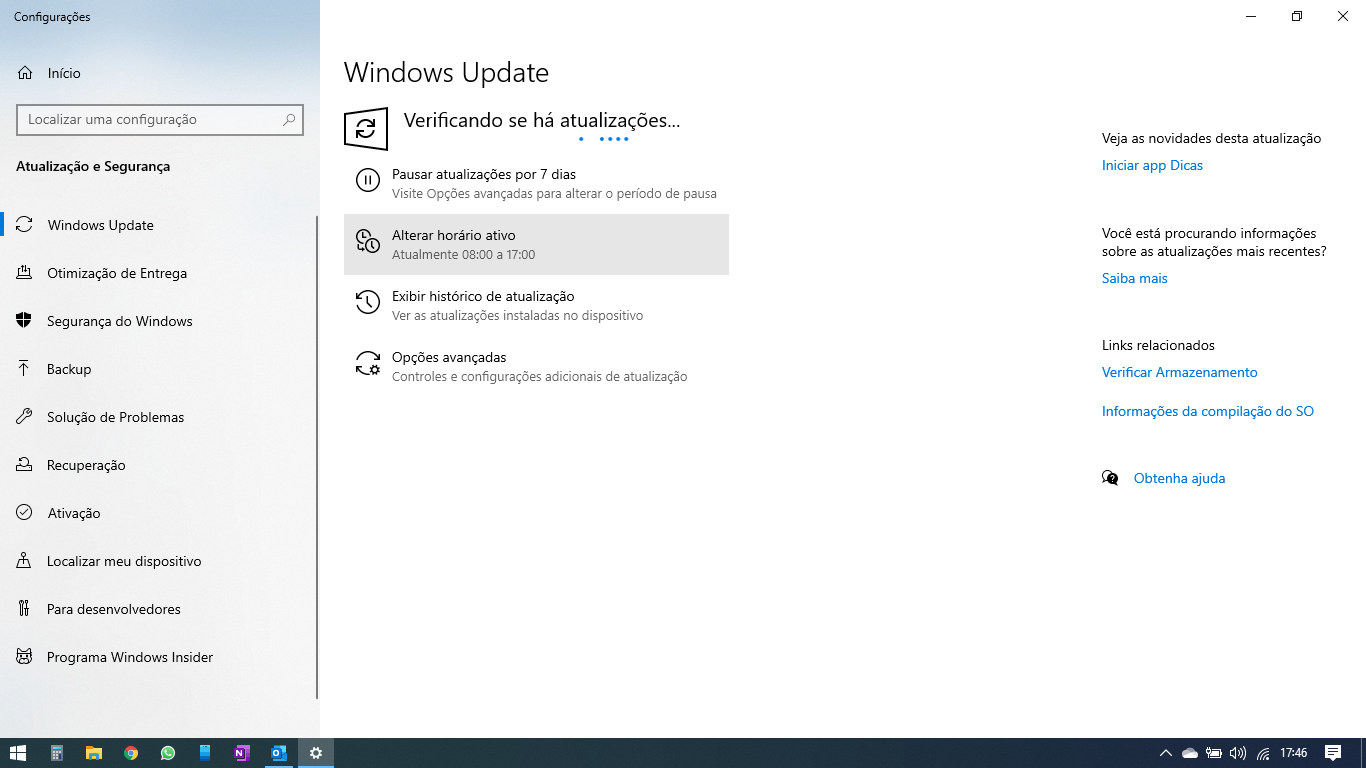 Configurações
Início
Localizar uma configuração
Atualização e Segurança
Windows Update
Otimização de Entrega
Segurança do Windows
Backup
Solução de Problemas
Recuperação
Ativação
Localizar meu dispositivo
Para desenvolvedores
Programa Windows Insider
Windows Update
Verificando se há atualizações...
Pausar atualizações por 7 dias
Visite Opções avançadas para alterar o período de pausa
Alterar horário ativo
Atualmente 08:00 a 17:00
Exibir histórico de atualização
Ver as atualizações instaladas no dispositivo
Opções avançadas
Controles e configurações adicionais de atualização
Veja as novidades desta atualização
Iniciar app Dicas
Você está procurando informações
sobre as atualizações mais recentes?
Saiba mais
Links relacionados
Verificar Armazenamento
Informações da compilação do SO
Obtenha ajuda
17:46